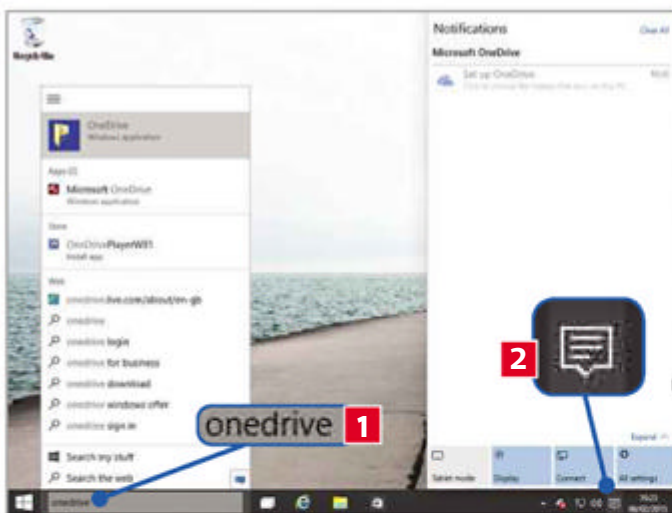 Recycle Bin
OneDrive
Windows application
Apps (2)
Microsoft OneDrive
Windows application
Store
OneDrivePlayerW81
Install app
Web
onedrive.live.com/about/en-gb
onedrive
onedrive login
onedrive for business
onedrive download
onedrive windows offer
onedrive sign in
Search my stuff
Search the web
onedrive
onedrive 1
Notifications
Clear All
Microsoft OneDrive
Set up OneDrive
2
Expand
Tablet mode
Display
Connect
All settings